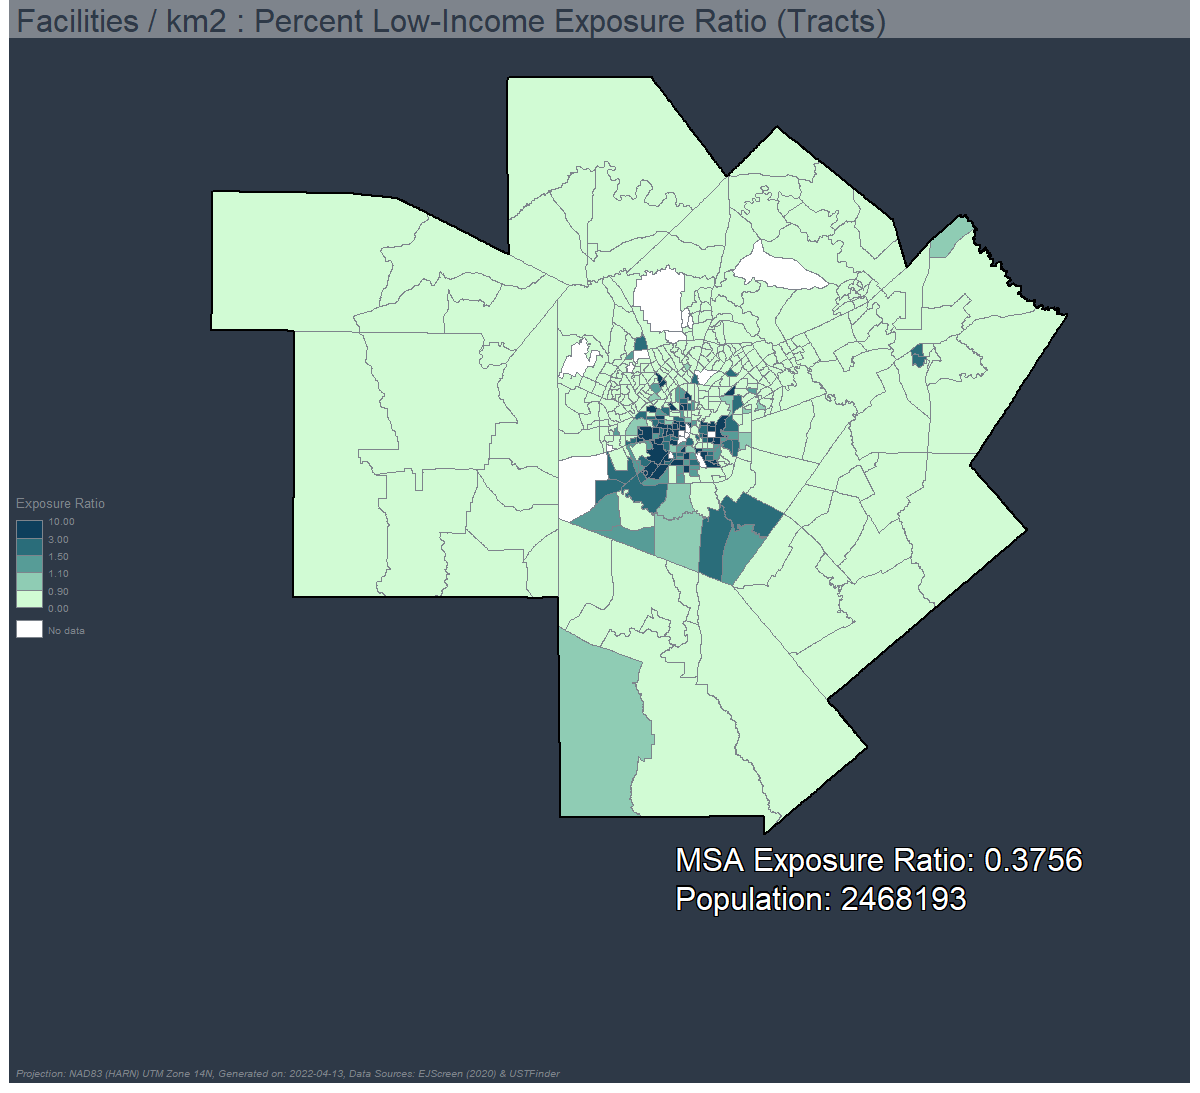 Facilities / km2 : Percent Low-Income Exposure Ratio (Tracts)
Exposure Ratio
10.00
3.00
1.50
1.10
0.90
0.00
No data
MSA Exposure Ratio: 0.3756
Population: 2468193
Projection: NAD83 (HARN) UTM Zone 14N, Generated on: 2022-04-13, Data Sources: EJScreen (2020) & USTFinder